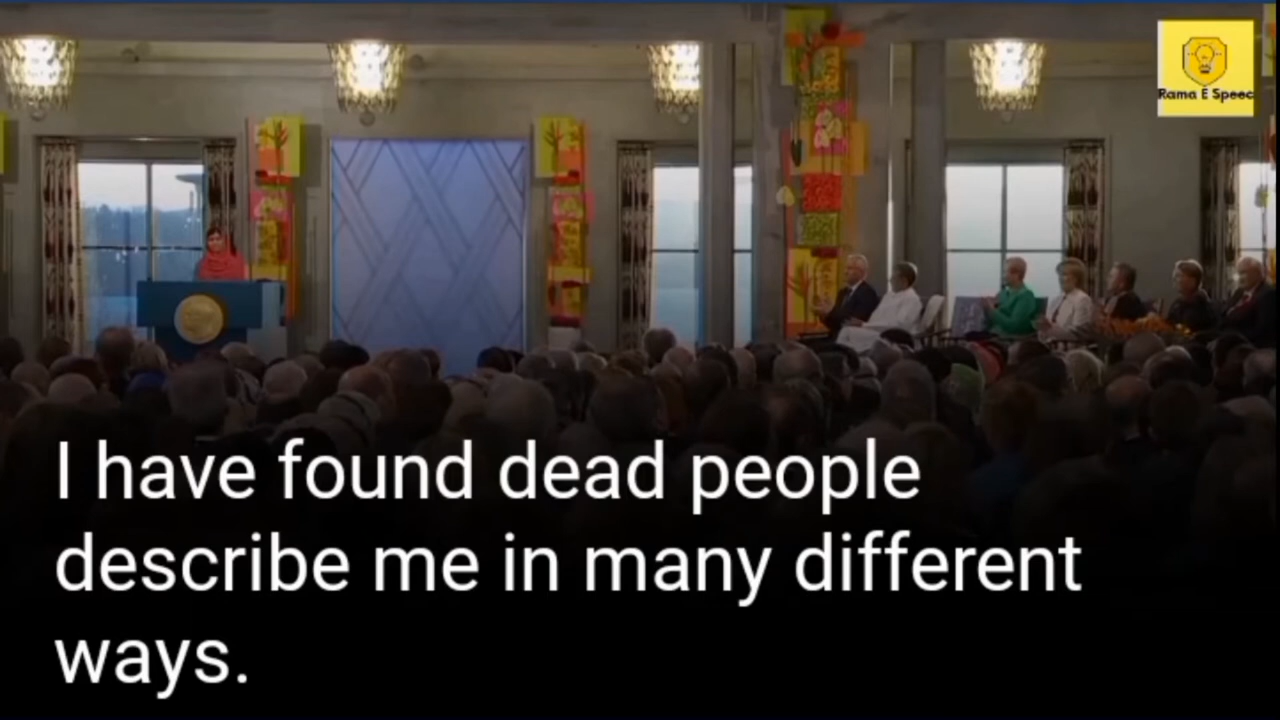 Rama E Speec
I have found dead people
describe me in many different
ways.